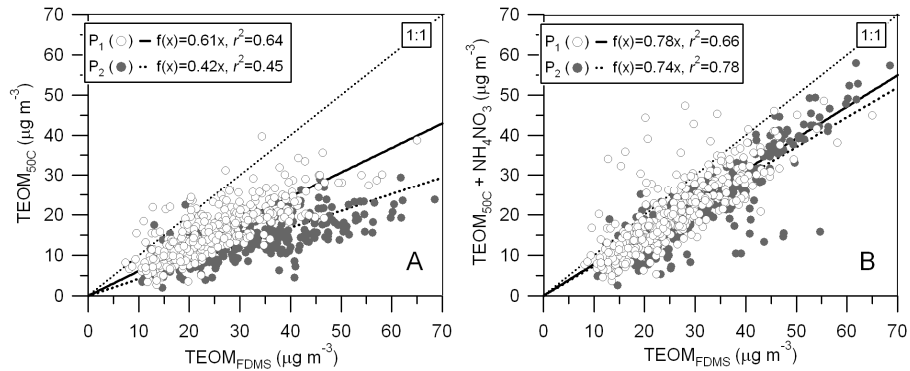 70
60
50
40
30
20
10
0
TEOM50C (µg m-3)
P1 ( ) f(x)=0.61x, r2=0.64
P2 ( ) f(x)=0.42x, r2=0.45
1:1
A
0 10 20 30 40 50 60 70
TEOMFDMS (µg m-3)
70
60
50
40
30
20
10
0
TEOM50C + NH4NO3 (µg m-3)
P1 ( ) f(x)=0.78x, r2=0.66
P2 ( ) f(x)=0.74x, r2=0.78
1:1
B
0 10 20 30 40 50 60 70
TEOMFDMS (µg m-3)